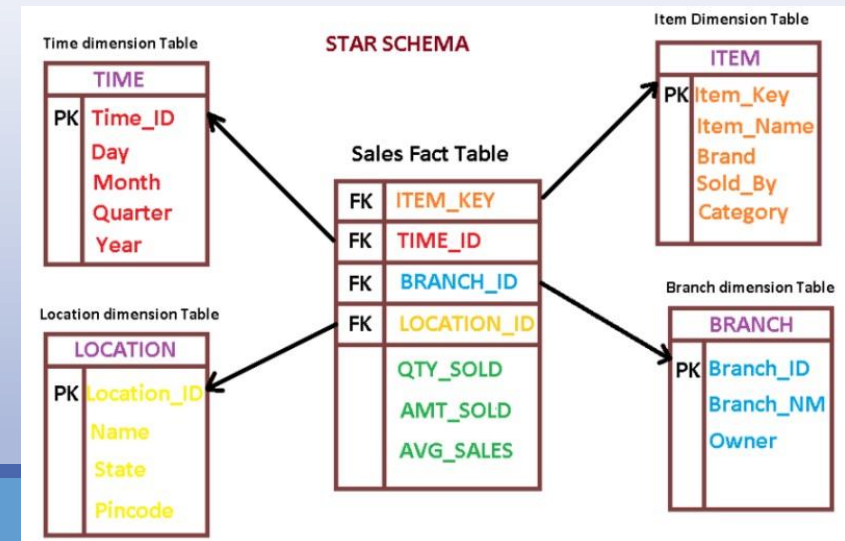 STAR SCHEMA
Time dimension Table
TIME
PK Time_ID
Day
Month
Quarter
Year
Item Dimension Table
ITEM
PK Item_Key
Item_Name
Brand
Sold_By
Category
Sales Fact Table
FK ITEM_KEY
FK TIME_ID
FK BRANCH_ID
FK LOCATION_ID
QTY_SOLD
AMT_SOLD
AVG_SALES
Location dimension Table
LOCATION
PK Location_ID
Name
State
Pincode
Branch dimension Table
BRANCH
PK Branch_ID
Branch_NM
Owner